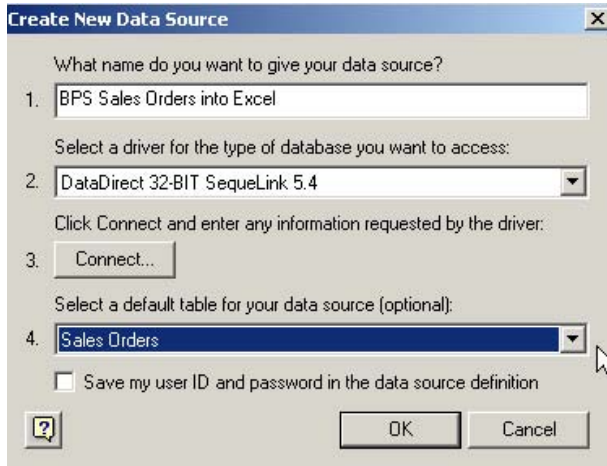 Create New Data Source
What name do you want to give your data source?
1. BPS Sales Orders into Excel
Select a driver for the type of database you want to access:
2. DataDirect 32-BIT SequeLink 5.4
Click Connect and enter any information requested by the driver:
3. Connect...
Select a default table for your data source (optional):
4. Sales Orders
Save my user ID and password in the data source definition
? OK Cancel